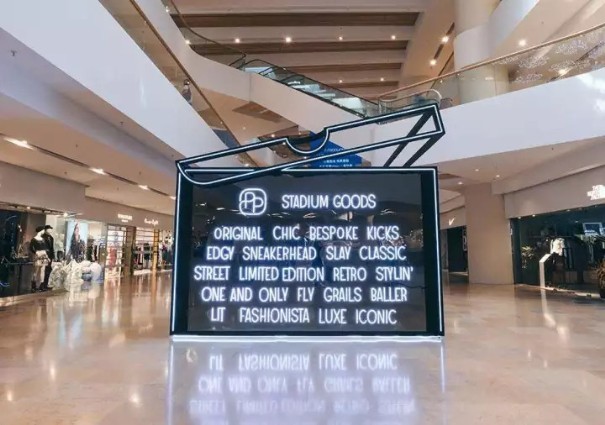 STADIUM GOODS
ORIGINAL CHIC BESPOKE KICKS
EDGY SNEAKERHEAD SLAY CLASSIC
STREET LIMITED EDITION RETRO STYLIN'
ONE AND ONLY FLY GRAILS BALLER
LIT FASHIONISTA LUXE ICONIC